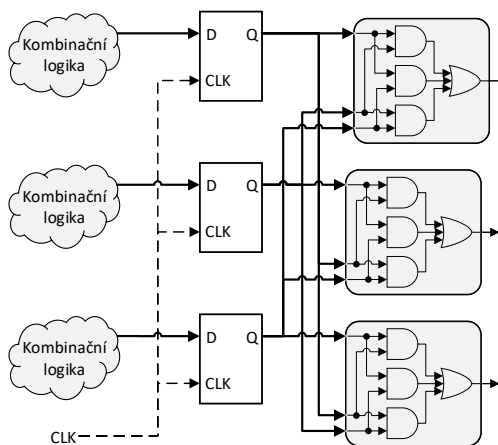 Kombinační
logika
D
Q
CLK
Kombinační
logika
D
Q
CLK
Kombinační
logika
D
Q
CLK
CLK